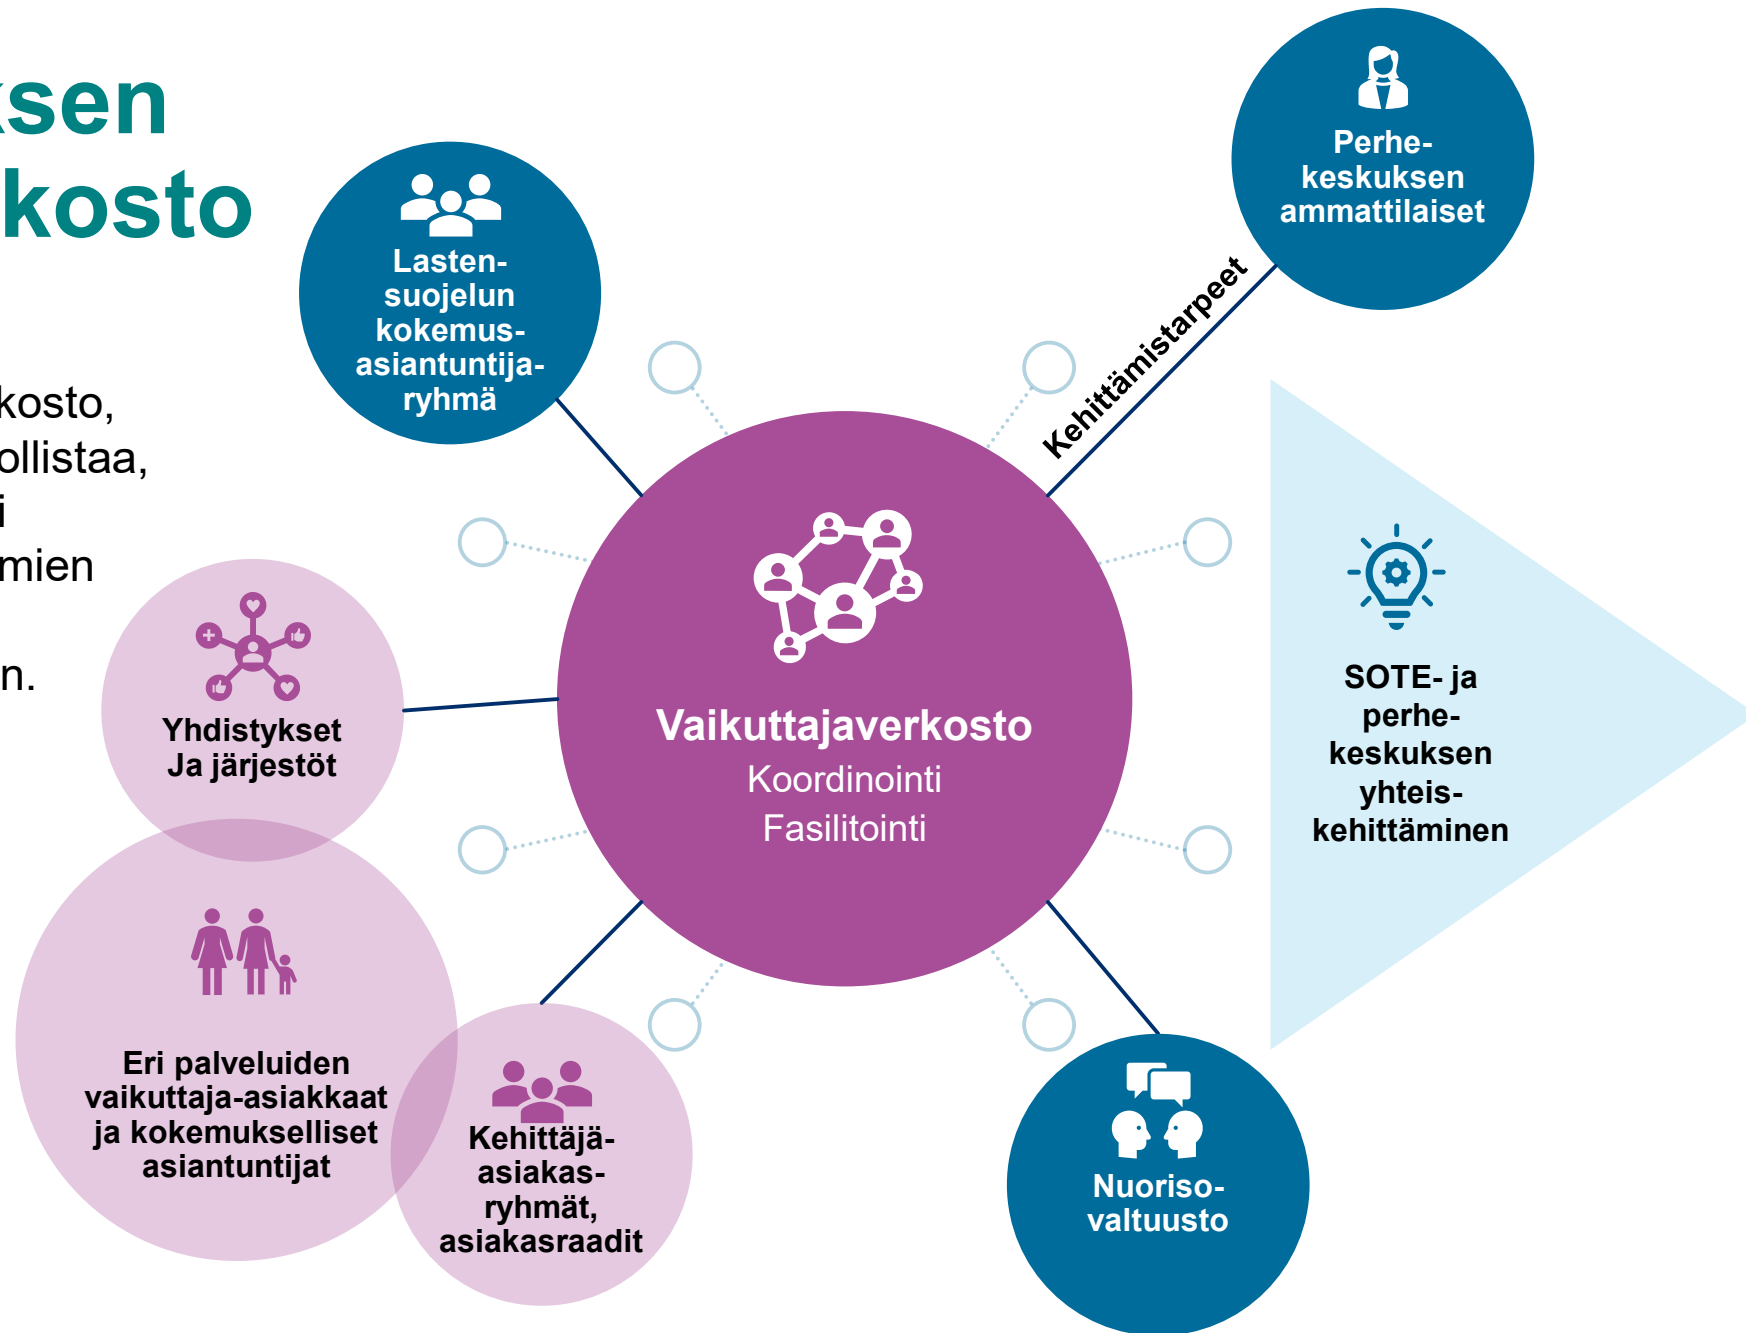 ksen
kosto
kosto,
ollistaa,
i
mien
n.
Perhe-
keskuksen
ammattilaiset
Lasten-
suojelun
kokemus-
asiantuntija-
ryhmä
Kehittämistarpeet
Vaikuttajaverkosto
Koordinointi
Fasilitointi
SOTE- ja
perhe-
keskuksen
yhteis-
kehittäminen
Yhdistykset
Ja järjestöt
Eri palveluiden
vaikuttaja-asiakkaat
ja kokemukselliset
asiantuntijat
Kehittäjä-
asiakas-
ryhmät,
asiakasraadit
Nuoriso-
valtuusto